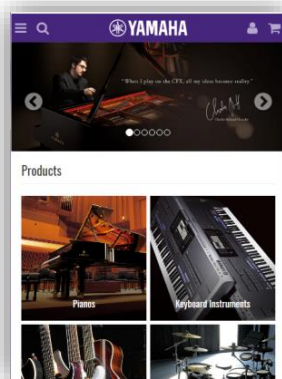 YAMAHA
"When I play on the CFX, all my ideas become reality."
Products
Pianos
Keyboard Instruments